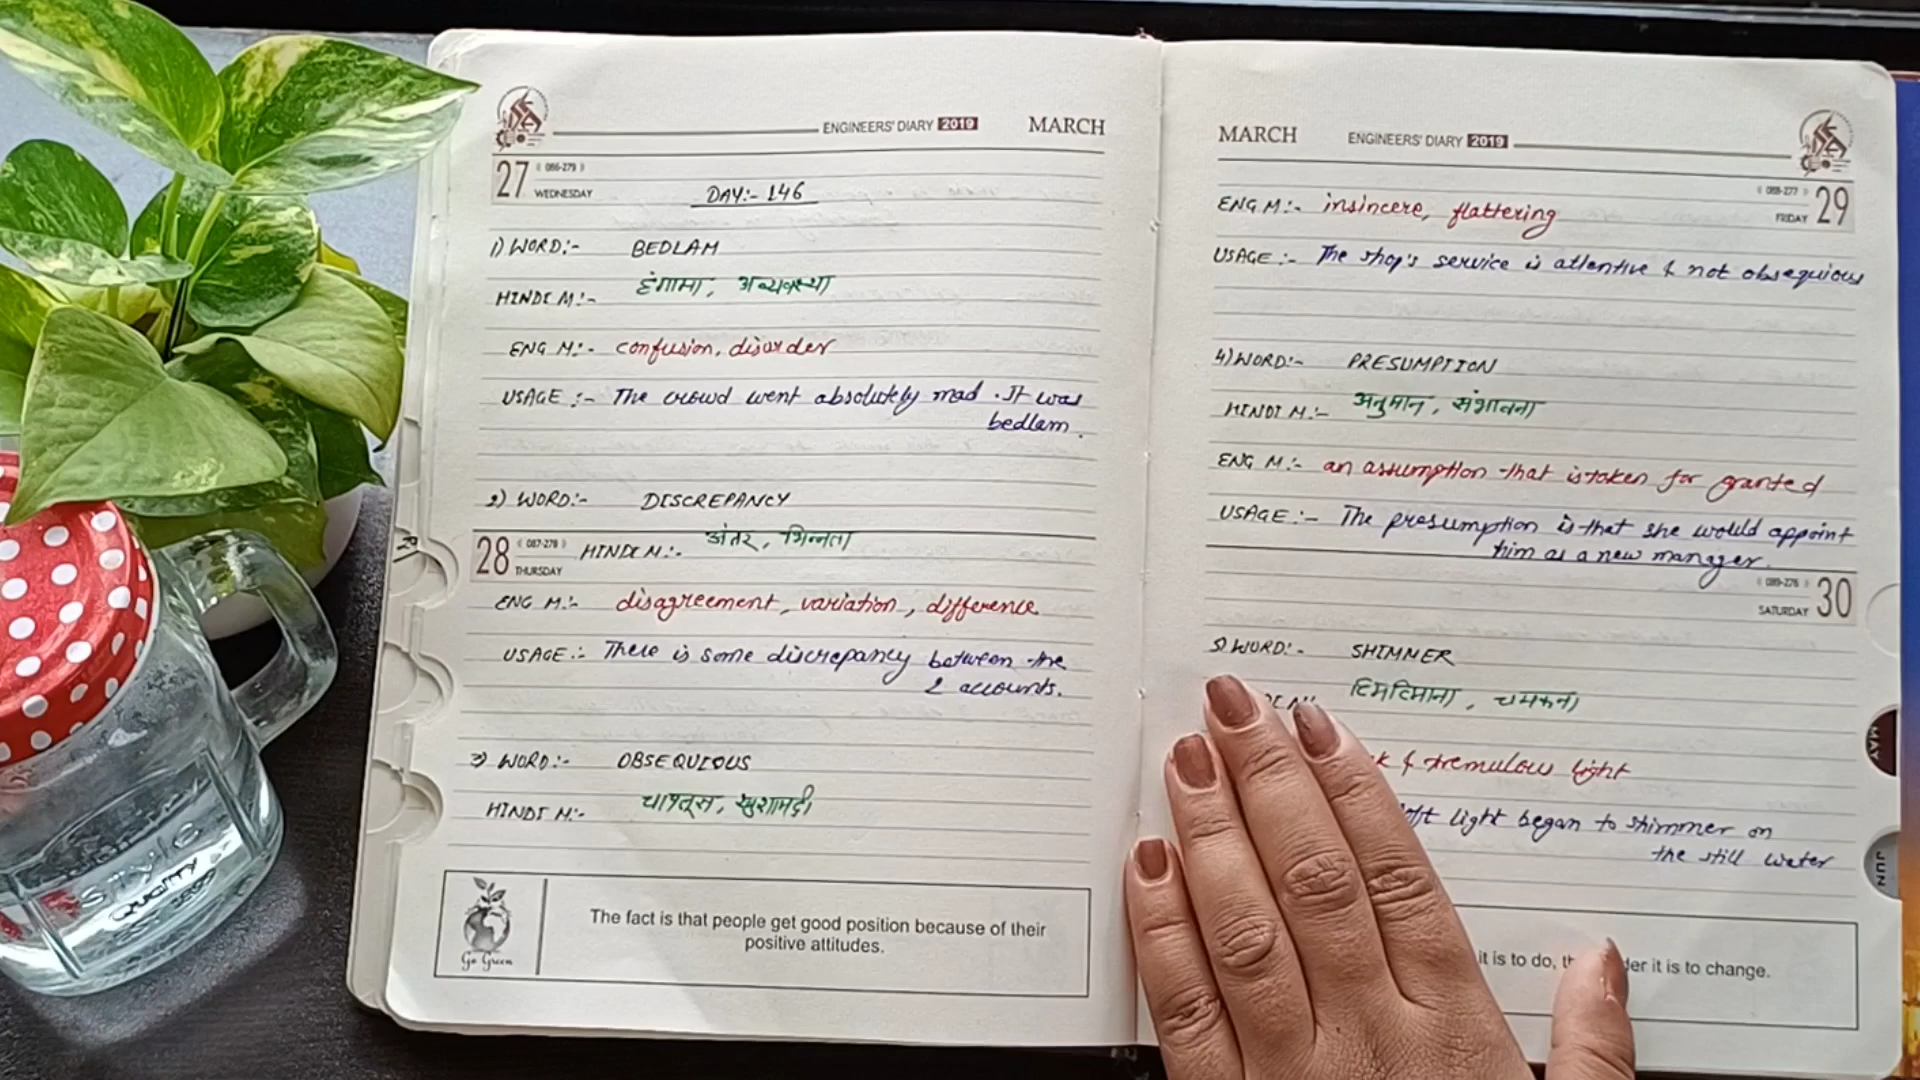 ENGINEERS' DIARY 2019 MARCH
27 WEDNESDAY
DAY:- 146
1) WORD:- BEDLAM
HINDI M:- हंगामा, अव्यवस्था
ENG M:- confusion, disorder
USAGE:- The crowd went absolutely mad. It was
bedlam.
2) WORD:- DISCREPANCY
28 THURSDAY
HINDI M:- अंतर, भिन्नता
ENG M:- disagreement, variation, difference
USAGE:- There is some discrepancy between the
2 accounts.
3) WORD:- OBSEQUIOUS
HINDI M:- चापलूस, खुशामदी
Go Green
The fact is that people get good position because of their
positive attitudes.
MARCH ENGINEERS' DIARY 2019
29 FRIDAY
ENG M:- insincere, flattering
USAGE:- The shop's service is attentive & not obsequious
4) WORD:- PRESUMPTION
HINDI M:- अनुमान, संभावना
ENG M:- an assumption that is taken for granted
USAGE:- The presumption is that she would appoint
him as a new manager.
30 SATURDAY
5) WORD:- SHIMMER
टिमटिमाना, चमकना
& tremulous light
light began to shimmer on
the still water
it is to do, it is to change.
MAY
JUN
CIVIC
Quality